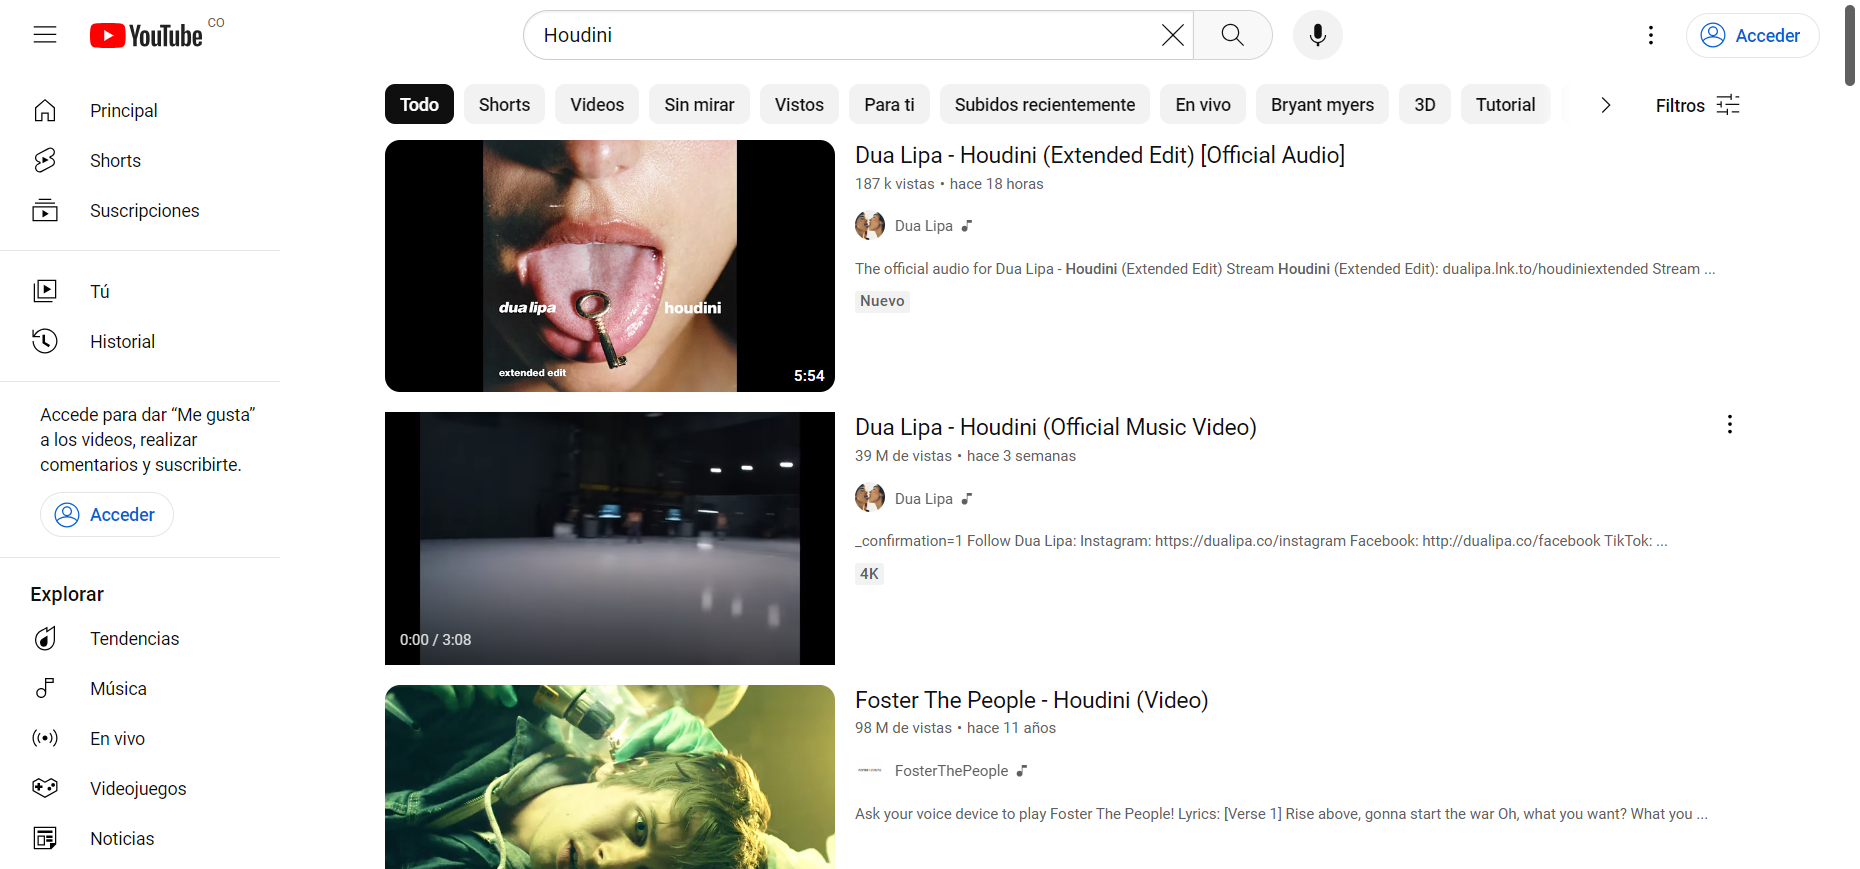 YouTube CO
Houdini
Acceder
Principal
Shorts
Suscripciones
Tú
Historial
Accede para dar “Me gusta”
a los videos, realizar
comentarios y suscribirte.
Acceder
Explorar
Tendencias
Música
En vivo
Videojuegos
Noticias
Todo Shorts Videos Sin mirar Vistos Para ti Subidos recientemente En vivo Bryant myers 3D Tutorial Filtros
dua lipa houdini
extended edit
5:54
Dua Lipa - Houdini (Extended Edit) [Official Audio]
187 k vistas • hace 18 horas
Dua Lipa
The official audio for Dua Lipa - Houdini (Extended Edit) Stream Houdini (Extended Edit): dualipa.lnk.to/houdiniextended Stream ...
Nuevo
0:00 / 3:08
Dua Lipa - Houdini (Official Music Video)
39 M de vistas • hace 3 semanas
Dua Lipa
_confirmation=1 Follow Dua Lipa: Instagram: https://dualipa.co/instagram Facebook: http://dualipa.co/facebook TikTok: ...
4K
Foster The People - Houdini (Video)
98 M de vistas • hace 11 años
FosterThePeople
Ask your voice device to play Foster The People! Lyrics: [Verse 1] Rise above, gonna start the war Oh, what you want? What you ...